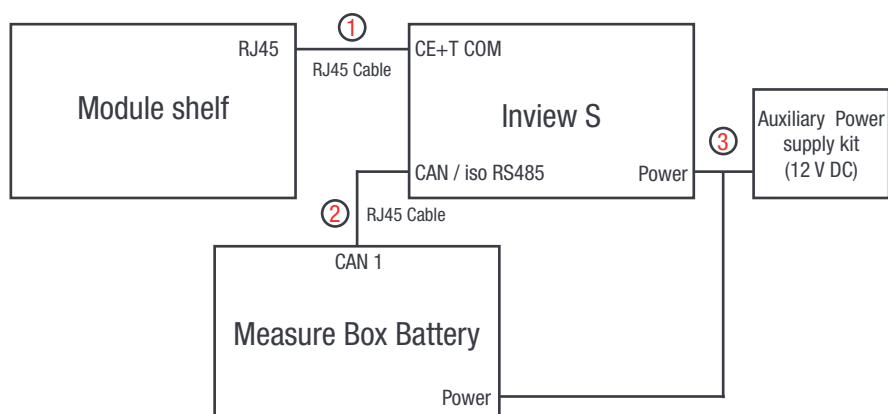 1
RJ45
RJ45 Cable
CE+T COM
Module shelf
Inview S
3
Auxiliary Power
supply kit
(12 V DC)
CAN / iso RS485
Power
2
RJ45 Cable
CAN 1
Measure Box Battery
Power